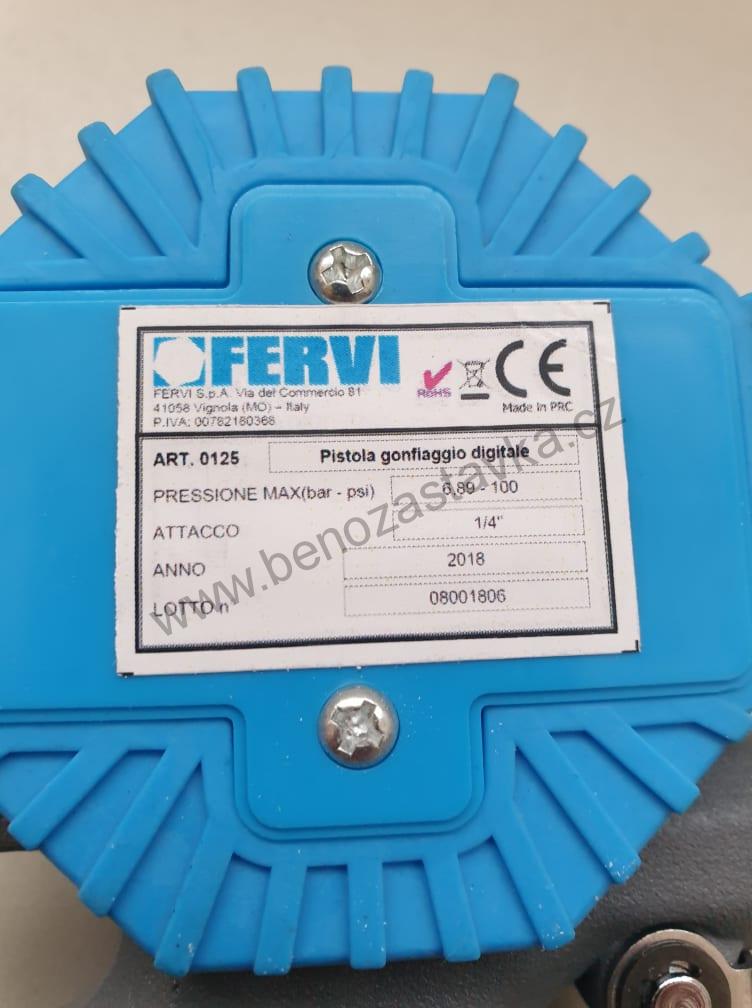 FERVI
FERVI S.p.A. Via del Commercio 81
41058 Vignola (MO) – Italy
P.IVA: 00782180368
RoHS
CE
Made in PRC
ART. 0125 Pistola gonfiaggio digitale
PRESSIONE MAX(bar - psi) 6,89 - 100
ATTACCO 1/4"
ANNO 2018
LOTTO n° 08001806
www.benozastavka.cz